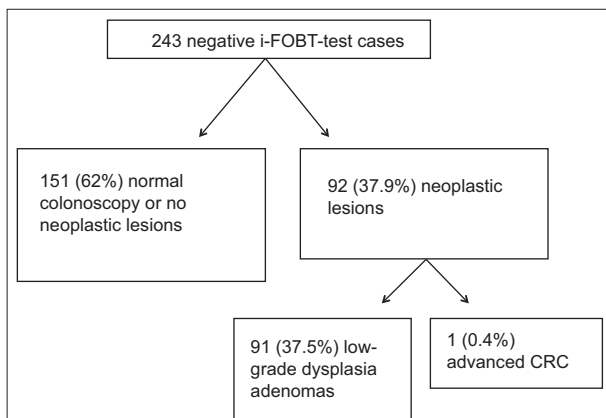 243 negative i-FOBT-test cases
151 (62%) normal
colonoscopy or no
neoplastic lesions
92 (37.9%) neoplastic
lesions
91 (37.5%) low-
grade dysplasia
adenomas
1 (0.4%)
advanced CRC